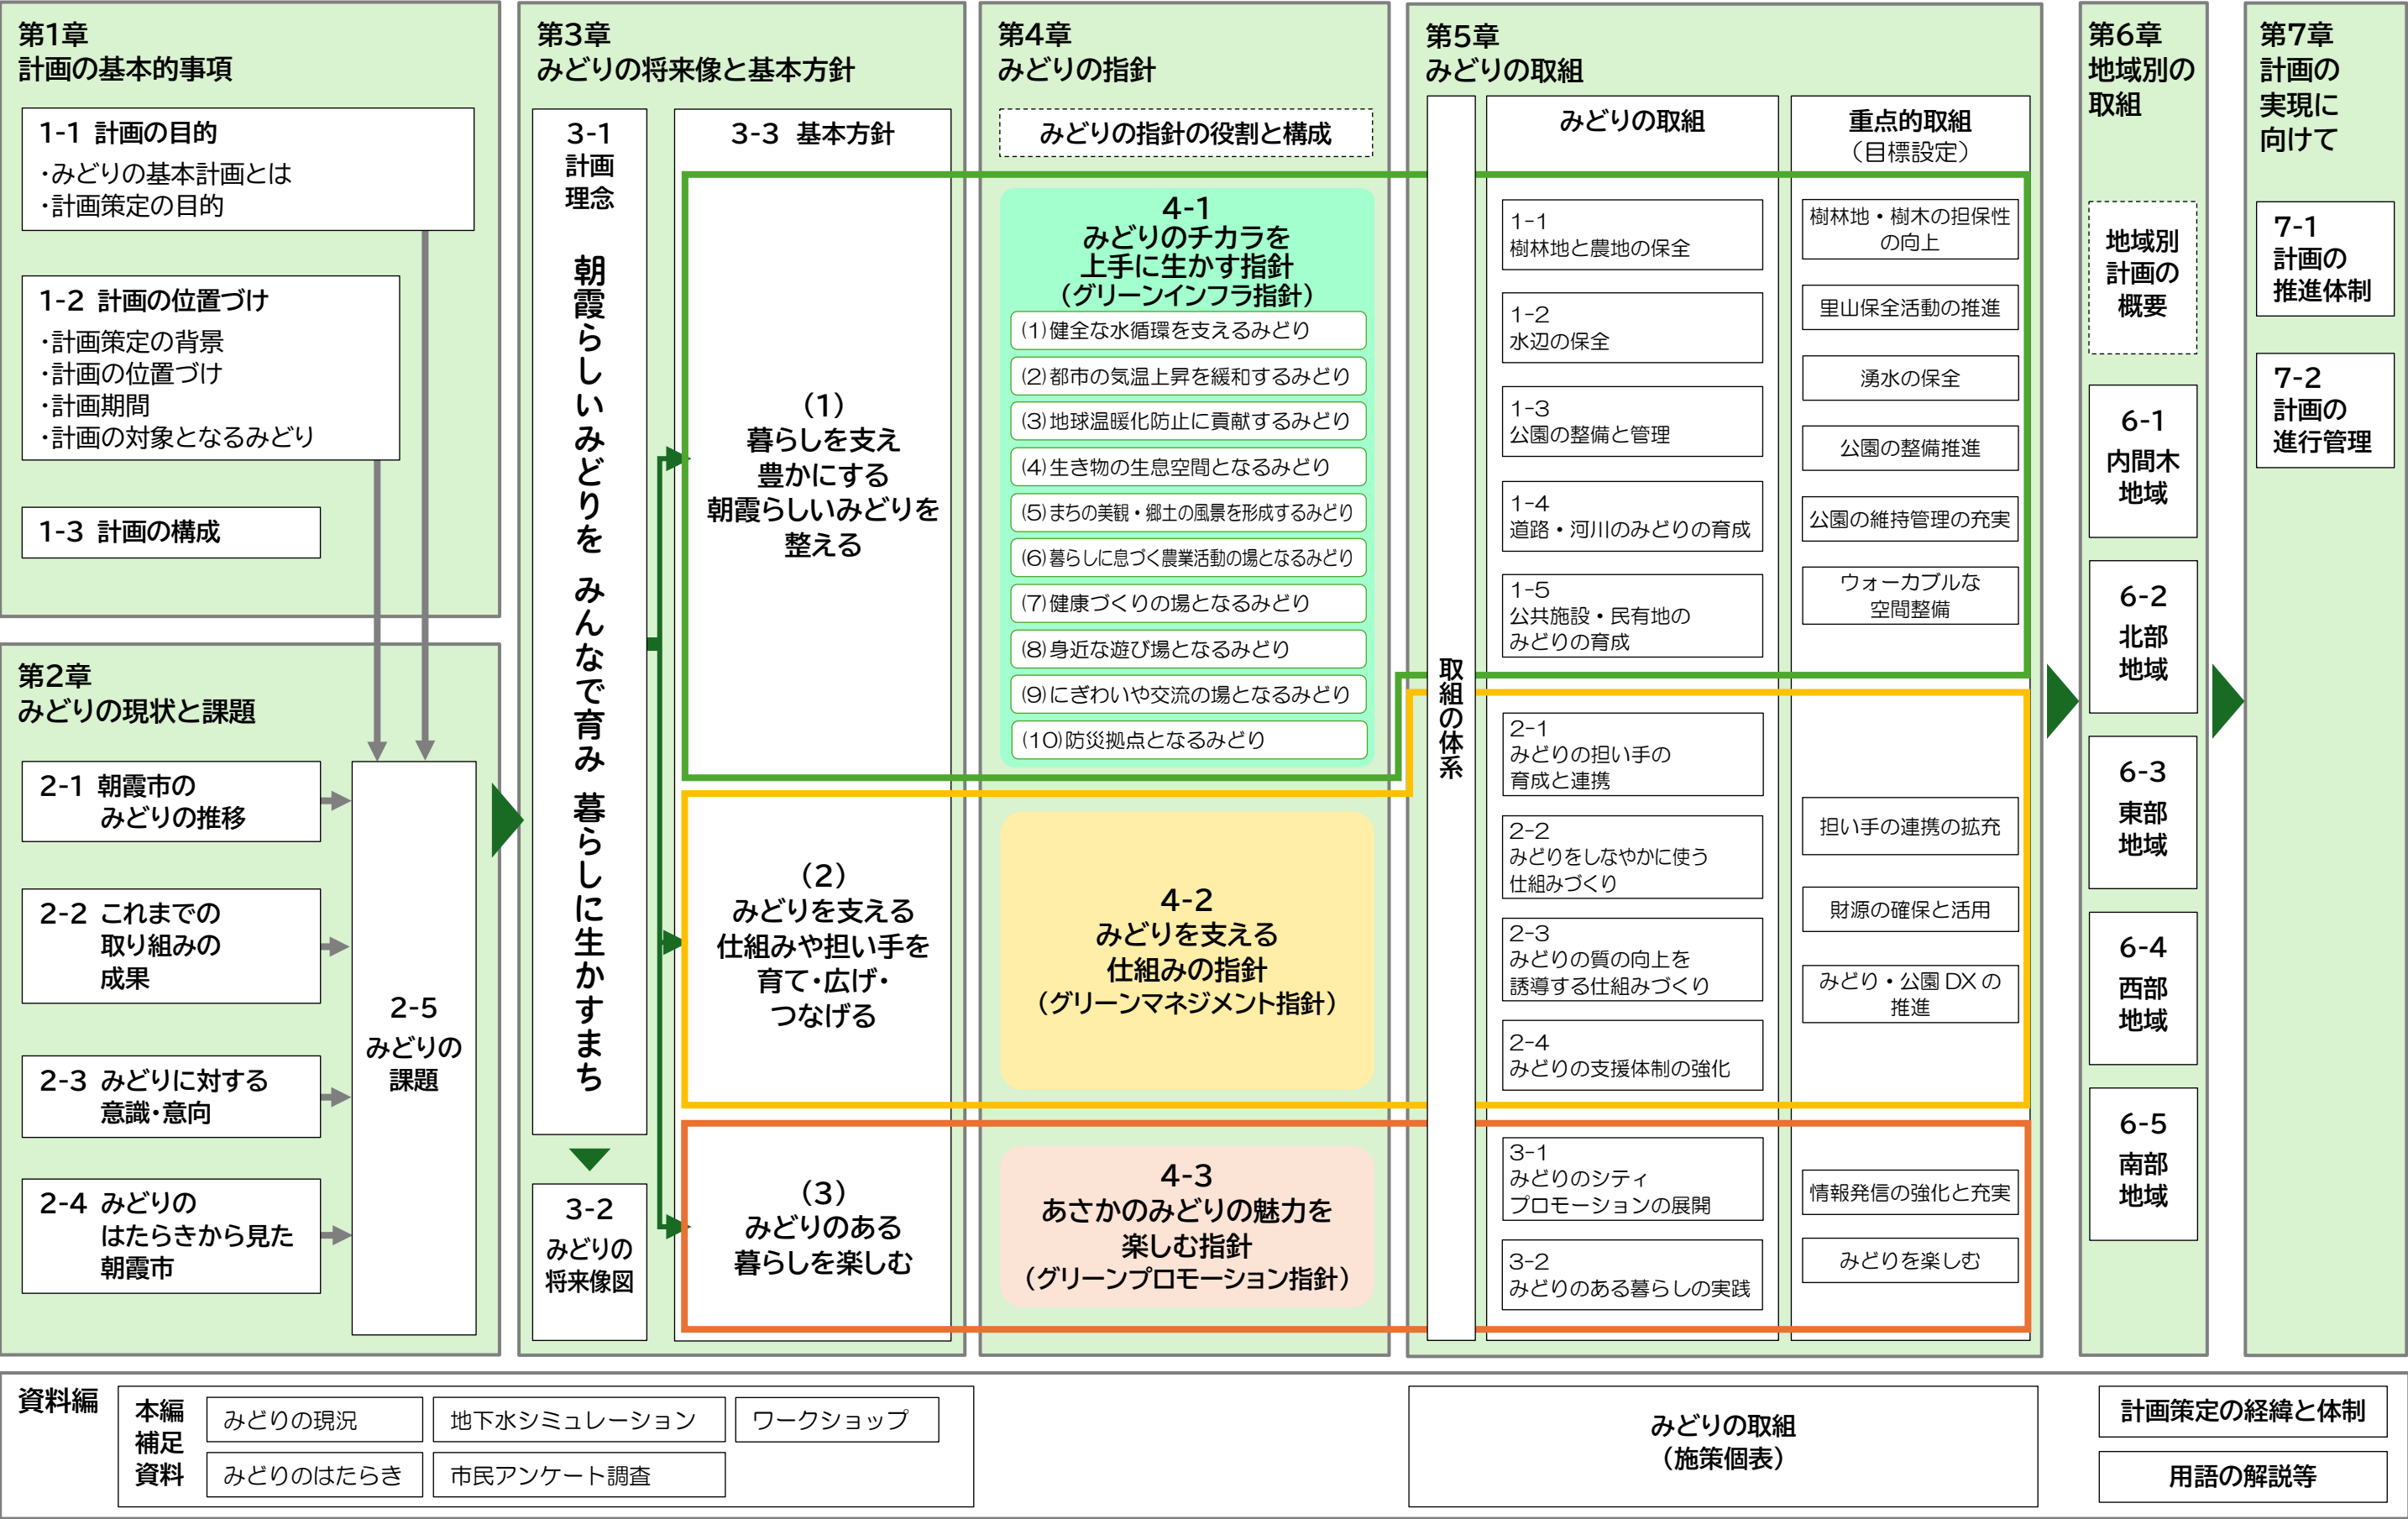 第1章
計画の基本的事項
1-1 計画の目的
・みどりの基本計画とは
・計画策定の目的
1-2 計画の位置づけ
・計画策定の背景
・計画の位置づけ
・計画期間
・計画の対象となるみどり
1-3 計画の構成
第2章
みどりの現状と課題
2-1 朝霞市の
みどりの推移
2-2 これまでの
取り組みの
成果
2-3 みどりに対する
意識・意向
2-4 みどりの
はたらきから見た
朝霞市
2-5
みどりの
課題
第3章
みどりの将来像と基本方針
3-1
計画
理念
朝霞らしいみどりを みんなで育み 暮らしに生かすまち
3-2
みどりの
将来像図
3-3 基本方針
(1)
暮らしを支え
豊かにする
朝霞らしいみどりを
整える
(2)
みどりを支える
仕組みや担い手を
育て・広げ・
つなげる
(3)
みどりのある
暮らしを楽しむ
第4章
みどりの指針
みどりの指針の役割と構成
4-1
みどりのチカラを
上手に生かす指針
(グリーンインフラ指針)
(1)健全な水循環を支えるみどり
(2)都市の気温上昇を緩和するみどり
(3)地球温暖化防止に貢献するみどり
(4)生き物の生息空間となるみどり
(5)まちの美観・郷土の風景を形成するみどり
(6)暮らしに息づく農業活動の場となるみどり
(7)健康づくりの場となるみどり
(8)身近な遊び場となるみどり
(9)にぎわいや交流の場となるみどり
(10)防災拠点となるみどり
4-2
みどりを支える
仕組みの指針
(グリーンマネジメント指針)
4-3
あさかのみどりの魅力を
楽しむ指針
(グリーンプロモーション指針)
第5章
みどりの取組
取組の体系
みどりの取組
1-1
樹林地と農地の保全
1-2
水辺の保全
1-3
公園の整備と管理
1-4
道路・河川のみどりの育成
1-5
公共施設・民有地の
みどりの育成
2-1
みどりの担い手の
育成と連携
2-2
みどりをしなやかに使う
仕組みづくり
2-3
みどりの質の向上を
誘導する仕組みづくり
2-4
みどりの支援体制の強化
3-1
みどりのシティ
プロモーションの展開
3-2
みどりのある暮らしの実践
重点的取組
(目標設定)
樹林地・樹木の担保性
の向上
里山保全活動の推進
湧水の保全
公園の整備推進
公園の維持管理の充実
ウォーカブルな
空間整備
担い手の連携の拡充
財源の確保と活用
みどり・公園 DX の
推進
情報発信の強化と充実
みどりを楽しむ
第6章
地域別の
取組
地域別
計画の
概要
6-1
内間木
地域
6-2
北部
地域
6-3
東部
地域
6-4
西部
地域
6-5
南部
地域
第7章
計画の
実現に
向けて
7-1
計画の
推進体制
7-2
計画の
進行管理
資料編
本編
補足
資料
みどりの現況
地下水シミュレーション
ワークショップ
みどりのはたらき
市民アンケート調査
みどりの取組
(施策個表)
計画策定の経緯と体制
用語の解説等